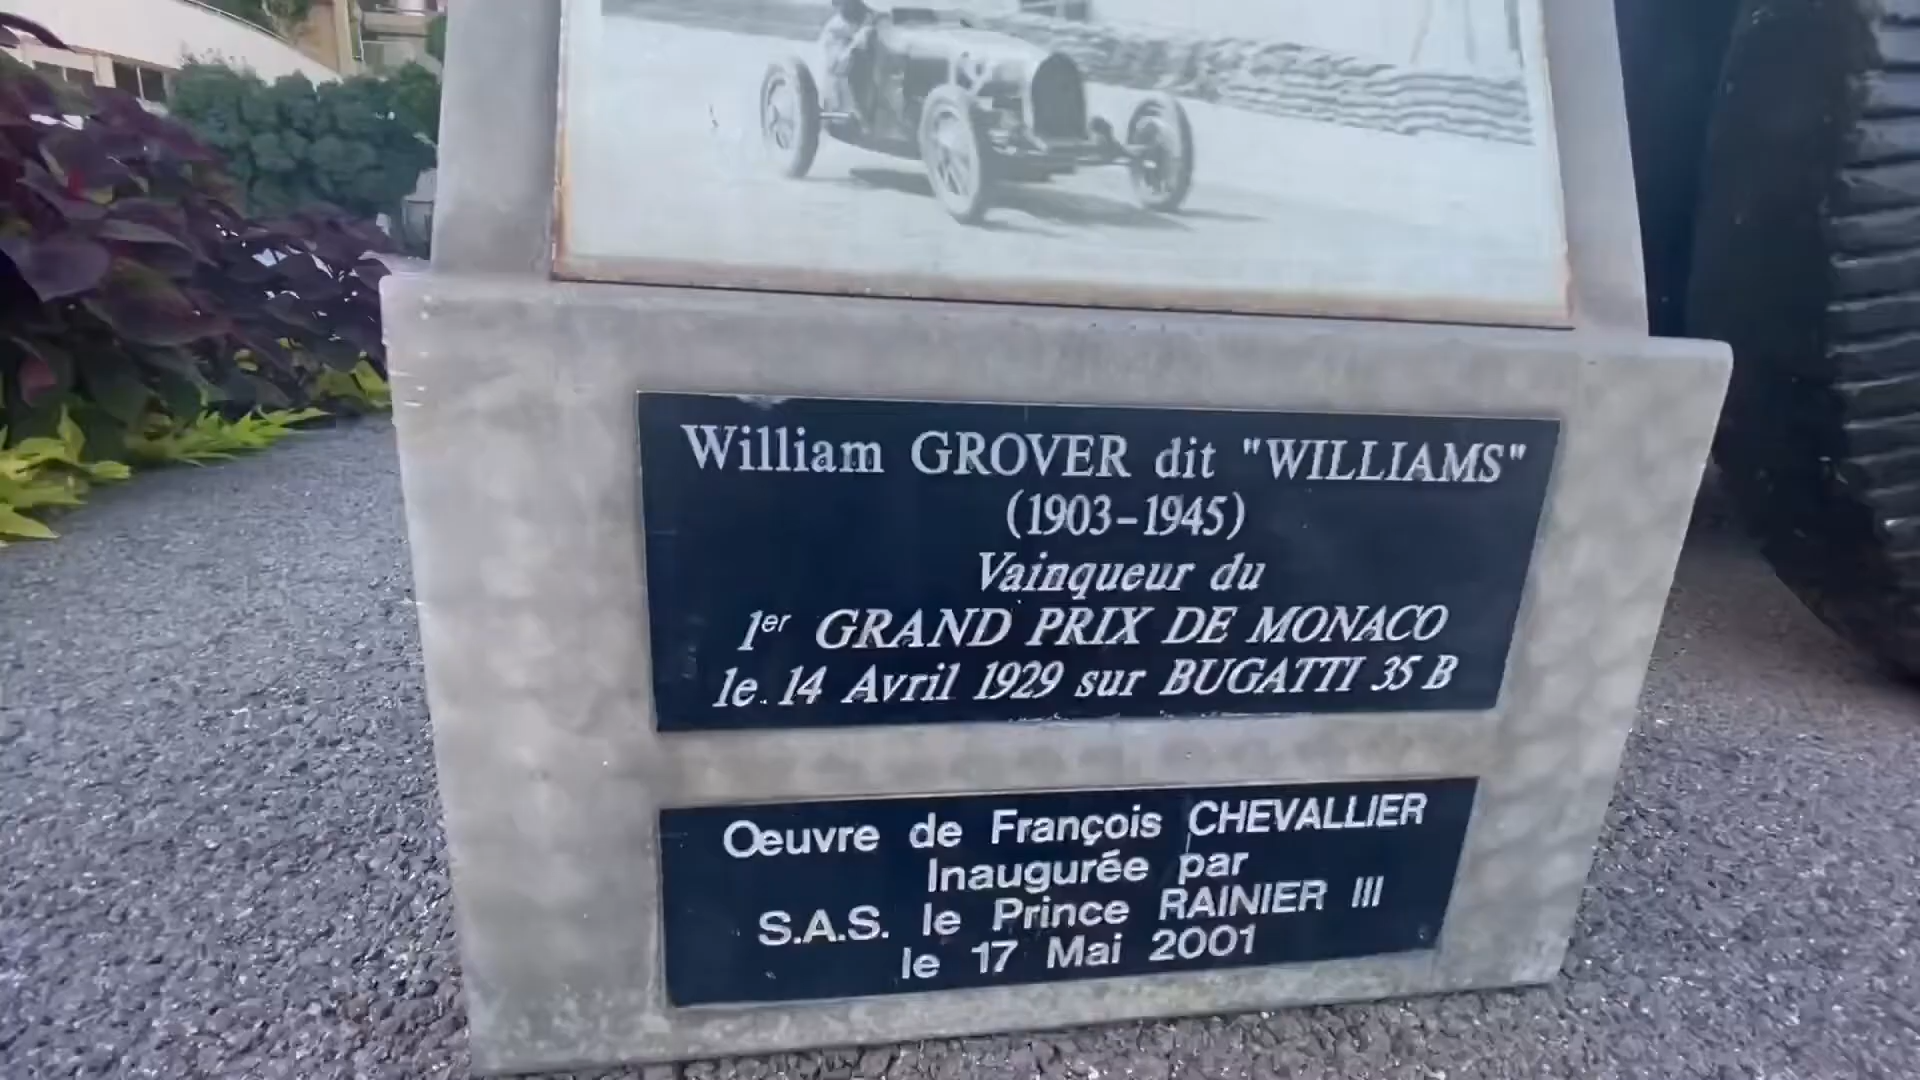 William GROVER dit "WILLIAMS"
(1903-1945)
Vainqueur du
1er GRAND PRIX DE MONACO
le 14 Avril 1929 sur BUGATTI 35 B
Œuvre de François CHEVALLIER
Inaugurée par
S.A.S. le Prince RAINIER III
le 17 Mai 2001